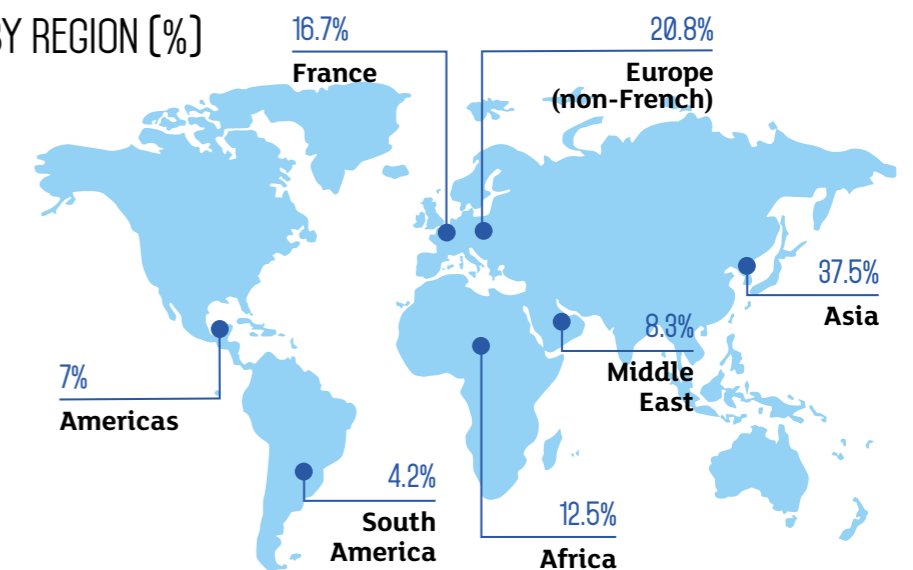 BY REGION (%)
16.7%
France
20.8%
Europe
(non-French)
37.5%
Asia
8.3%
Middle
East
7%
Americas
4.2%
South
America
12.5%
Africa